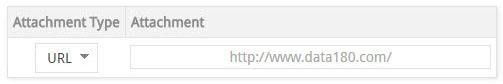 Attachment Type Attachment
URL http://www.data180.com/